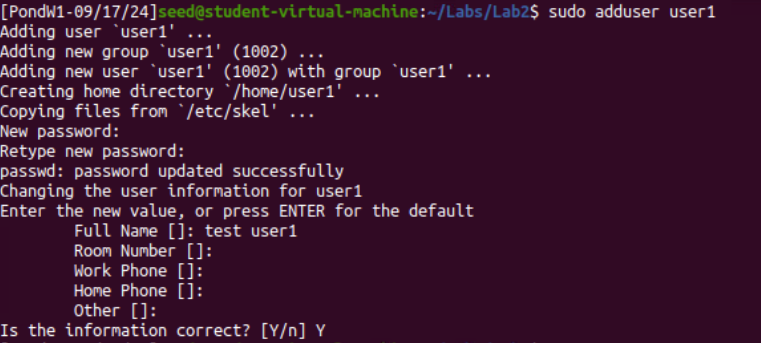 [PondW1-09/17/24]seed@student-virtual-machine:~/Labs/Lab2$ sudo adduser user1
Adding user `user1' ...
Adding new group `user1' (1002) ...
Adding new user `user1' (1002) with group `user1' ...
Creating home directory `/home/user1' ...
Copying files from `/etc/skel' ...
New password:
Retype new password:
passwd: password updated successfully
Changing the user information for user1
Enter the new value, or press ENTER for the default
        Full Name []: test user1
        Room Number []:
        Work Phone []:
        Home Phone []:
        Other []:
Is the information correct? [Y/n] Y